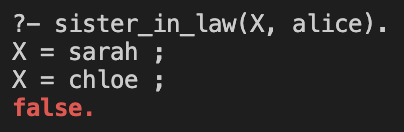 ?- sister_in_law(X, alice).
X = sarah ;
X = chloe ;
false.